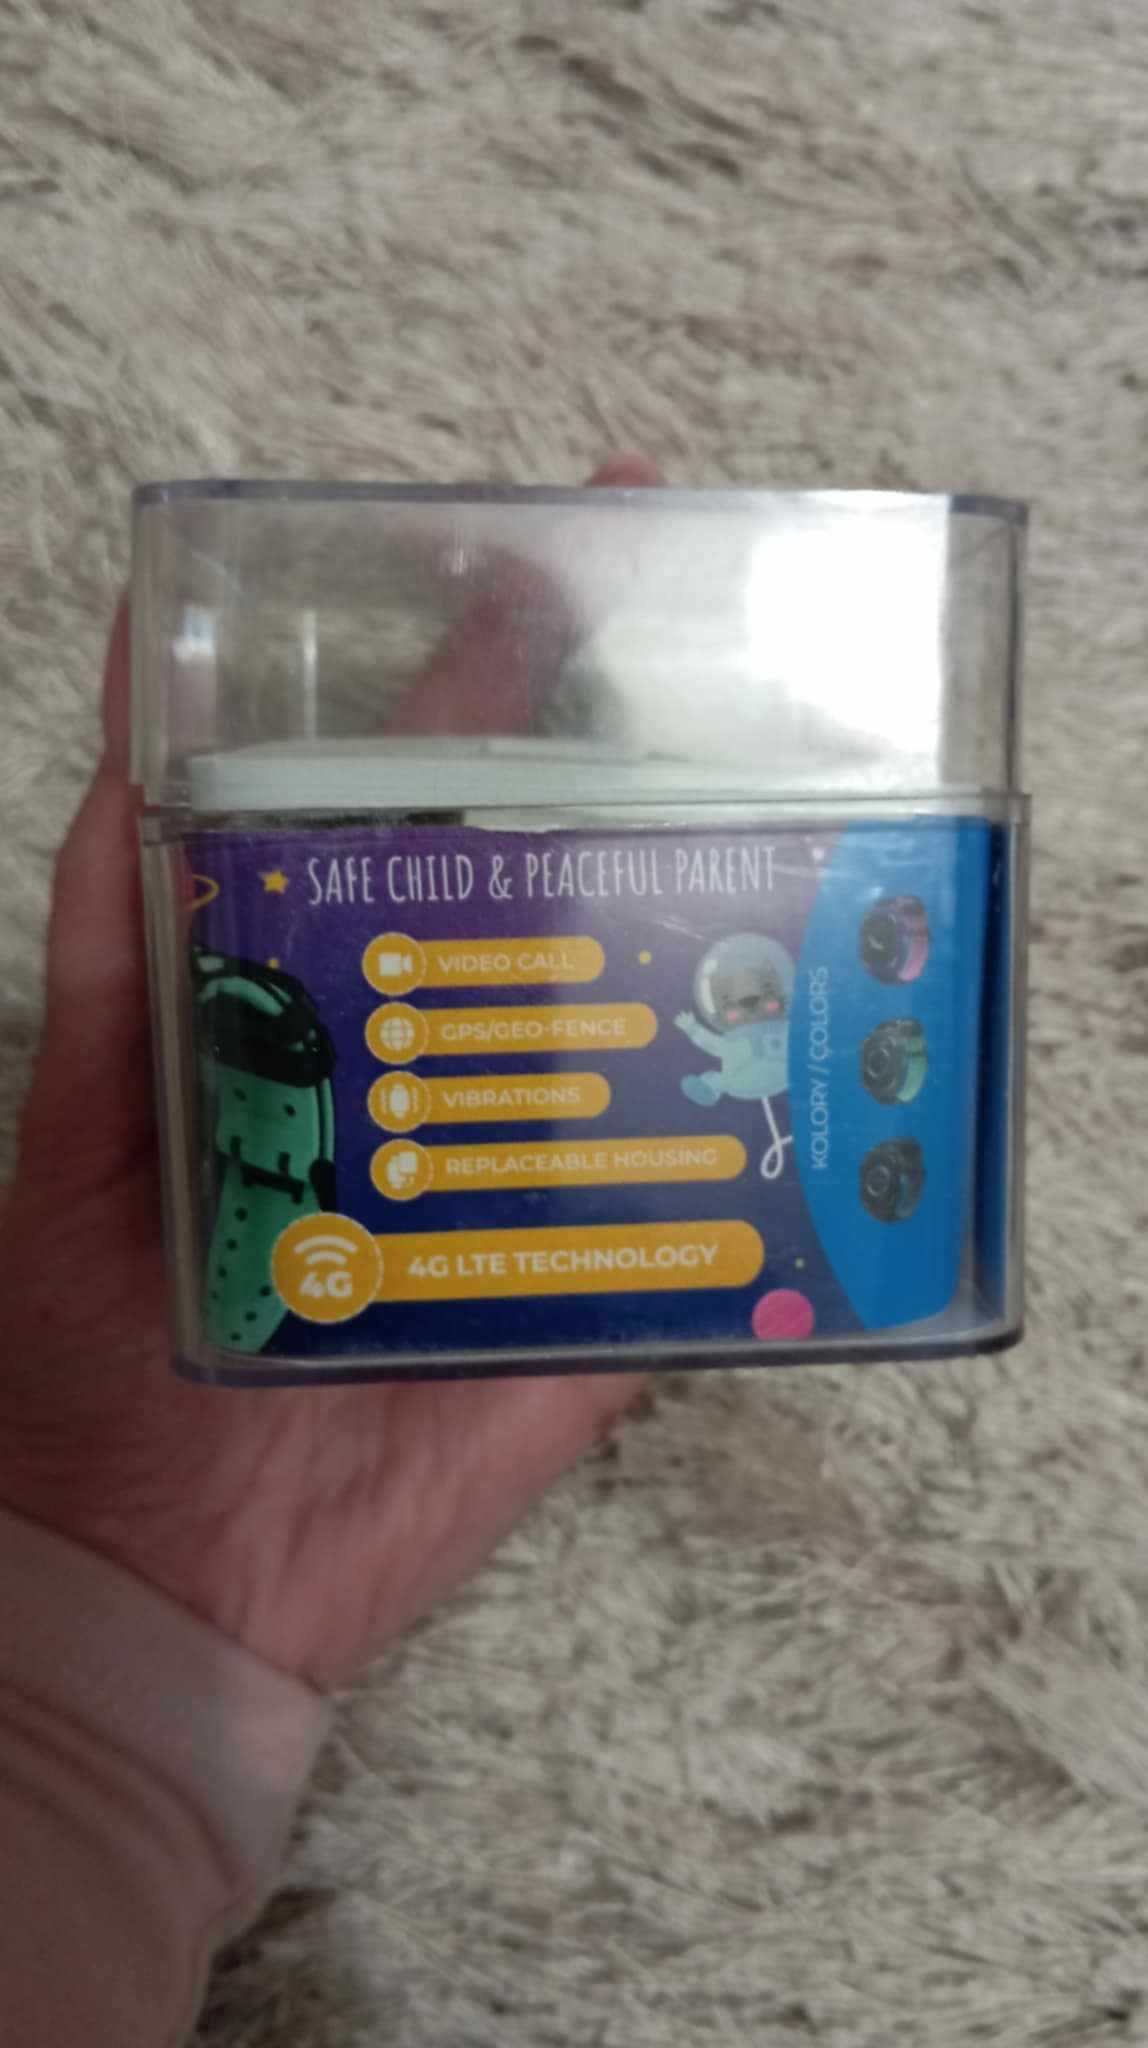 SAFE CHILD & PEACEFUL PARENT
VIDEO CALL
GPS/GEO-FENCE
VIBRATIONS
REPLACEABLE HOUSING
4G
4G LTE TECHNOLOGY
KOLORY / COLORS